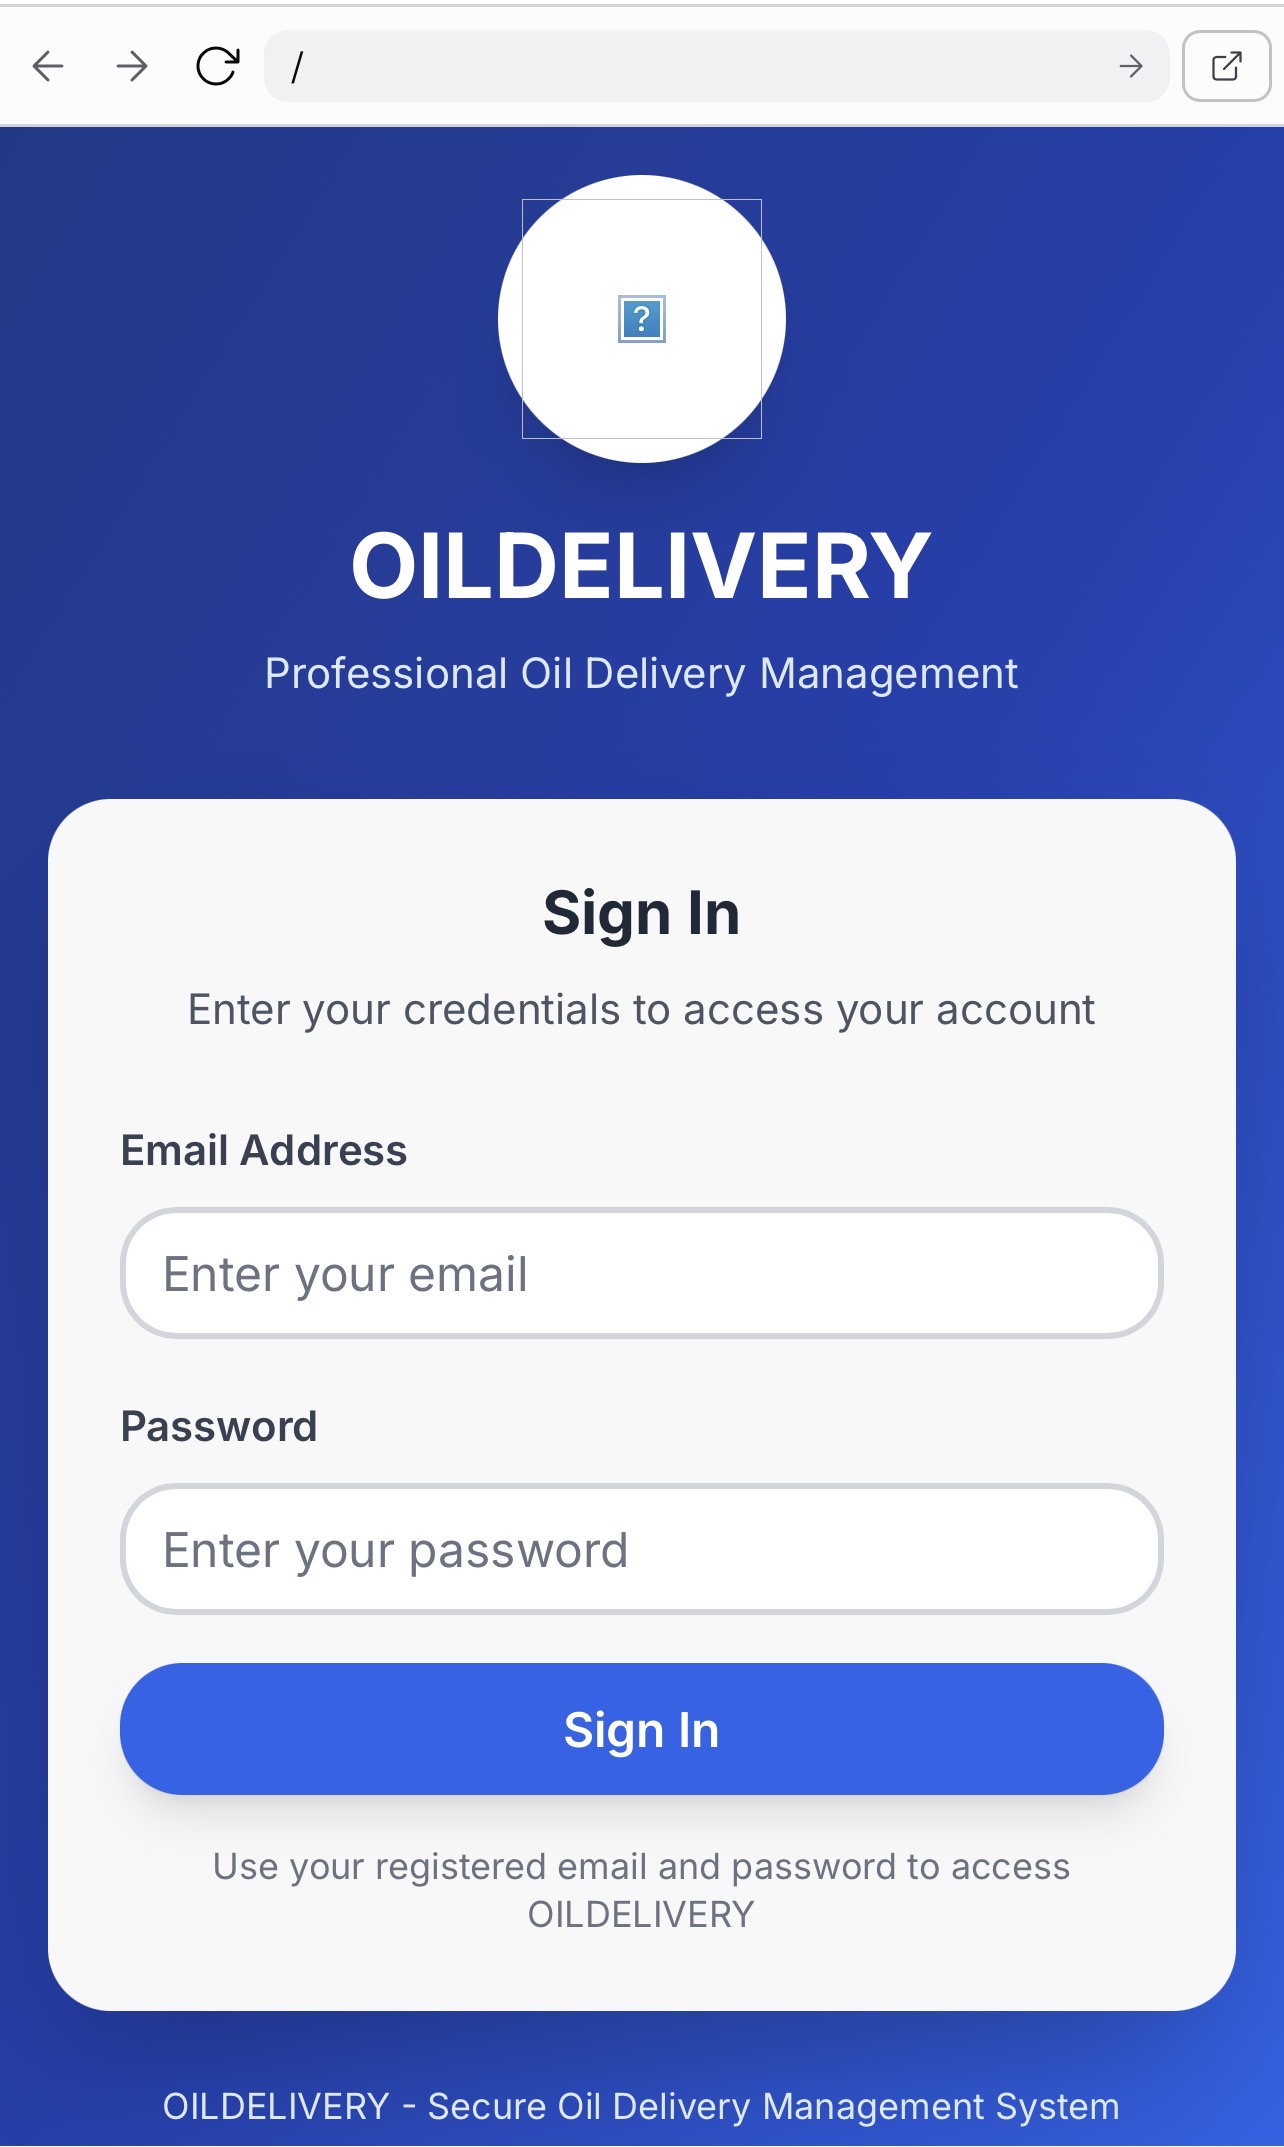 /
?
OILDELIVERY
Professional Oil Delivery Management
Sign In
Enter your credentials to access your account
Email Address
Enter your email
Password
Enter your password
Sign In
Use your registered email and password to access
OILDELIVERY
OILDELIVERY - Secure Oil Delivery Management System